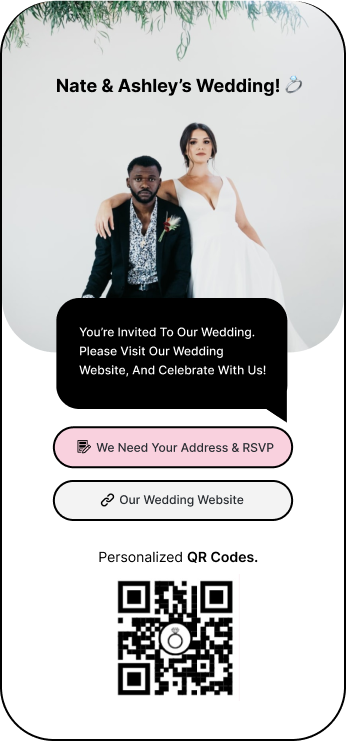 Nate & Ashley’s Wedding! 💍
You’re Invited To Our Wedding.
Please Visit Our Wedding
Website, And Celebrate With Us!
We Need Your Address & RSVP
Our Wedding Website
Personalized QR Codes.